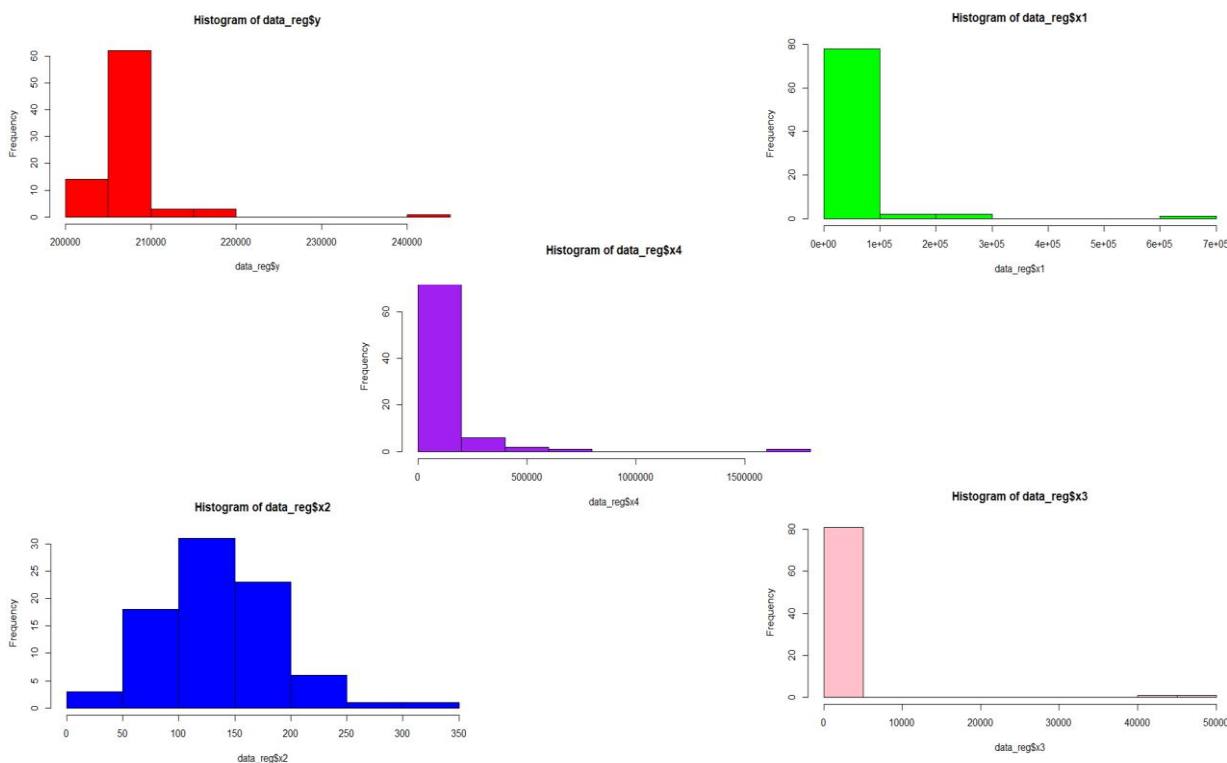 Histogram of data_reg$y
Frequency
0 10 20 30 40 50 60
200000 210000 220000 230000 240000
data_reg$y
Histogram of data_reg$x1
Frequency
0 20 40 60 80
0e+00 1e+05 2e+05 3e+05 4e+05 5e+05 6e+05 7e+05
data_reg$x1
Histogram of data_reg$x4
Frequency
0 20 40 60
0 500000 1000000 1500000
data_reg$x4
Histogram of data_reg$x2
Frequency
0 5 10 15 20 25 30
0 50 100 150 200 250 300 350
data_reg$x2
Histogram of data_reg$x3
Frequency
0 20 40 60 80
0 10000 20000 30000 40000 50000
data_reg$x3